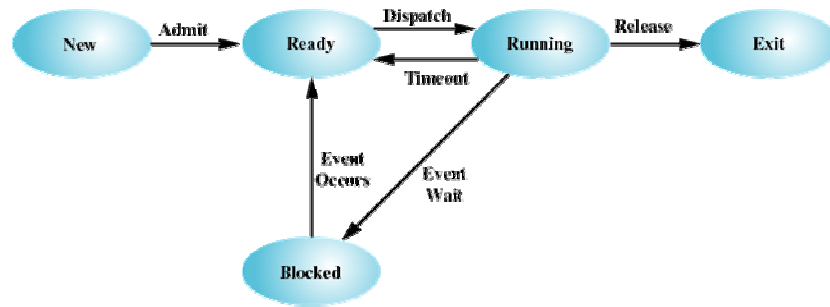 Dispatch
Admit
Release
New
Ready
Running
Exit
Timeout
Event
Occurs
Event
Wait
Blocked